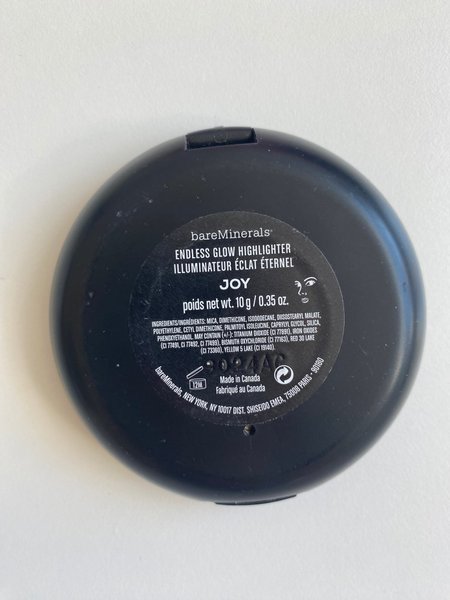 bareMinerals®
ENDLESS GLOW HIGHLIGHTER
ILLUMINATEUR ÉCLAT ÉTERNEL
JOY
poids net wt. 10 g / 0.35 oz.
INGREDIENTS/INGRÉDIENTS: MICA, DIMETHICONE, ISODODECANE, DIISOSTEARYL MALATE,
POLYETHYLENE, CETYL DIMETHICONE, PALMITOYL ISOLEUCINE, CAPRYLYL GLYCOL, SILICA,
PHENOXYETHANOL. MAY CONTAIN (+/-): TITANIUM DIOXIDE (CI 77891), IRON OXIDES
(CI 77491, CI 77492, CI 77499), BISMUTH OXYCHLORIDE (CI 77163), RED 30 LAKE
(CI 73360), YELLOW 5 LAKE (CI 19140).
12M
Made in Canada
Fabriqué au Canada
bareMinerals, NEW YORK, NY 10017 DIST. SHISEIDO EMEA, 75008 PARIS -